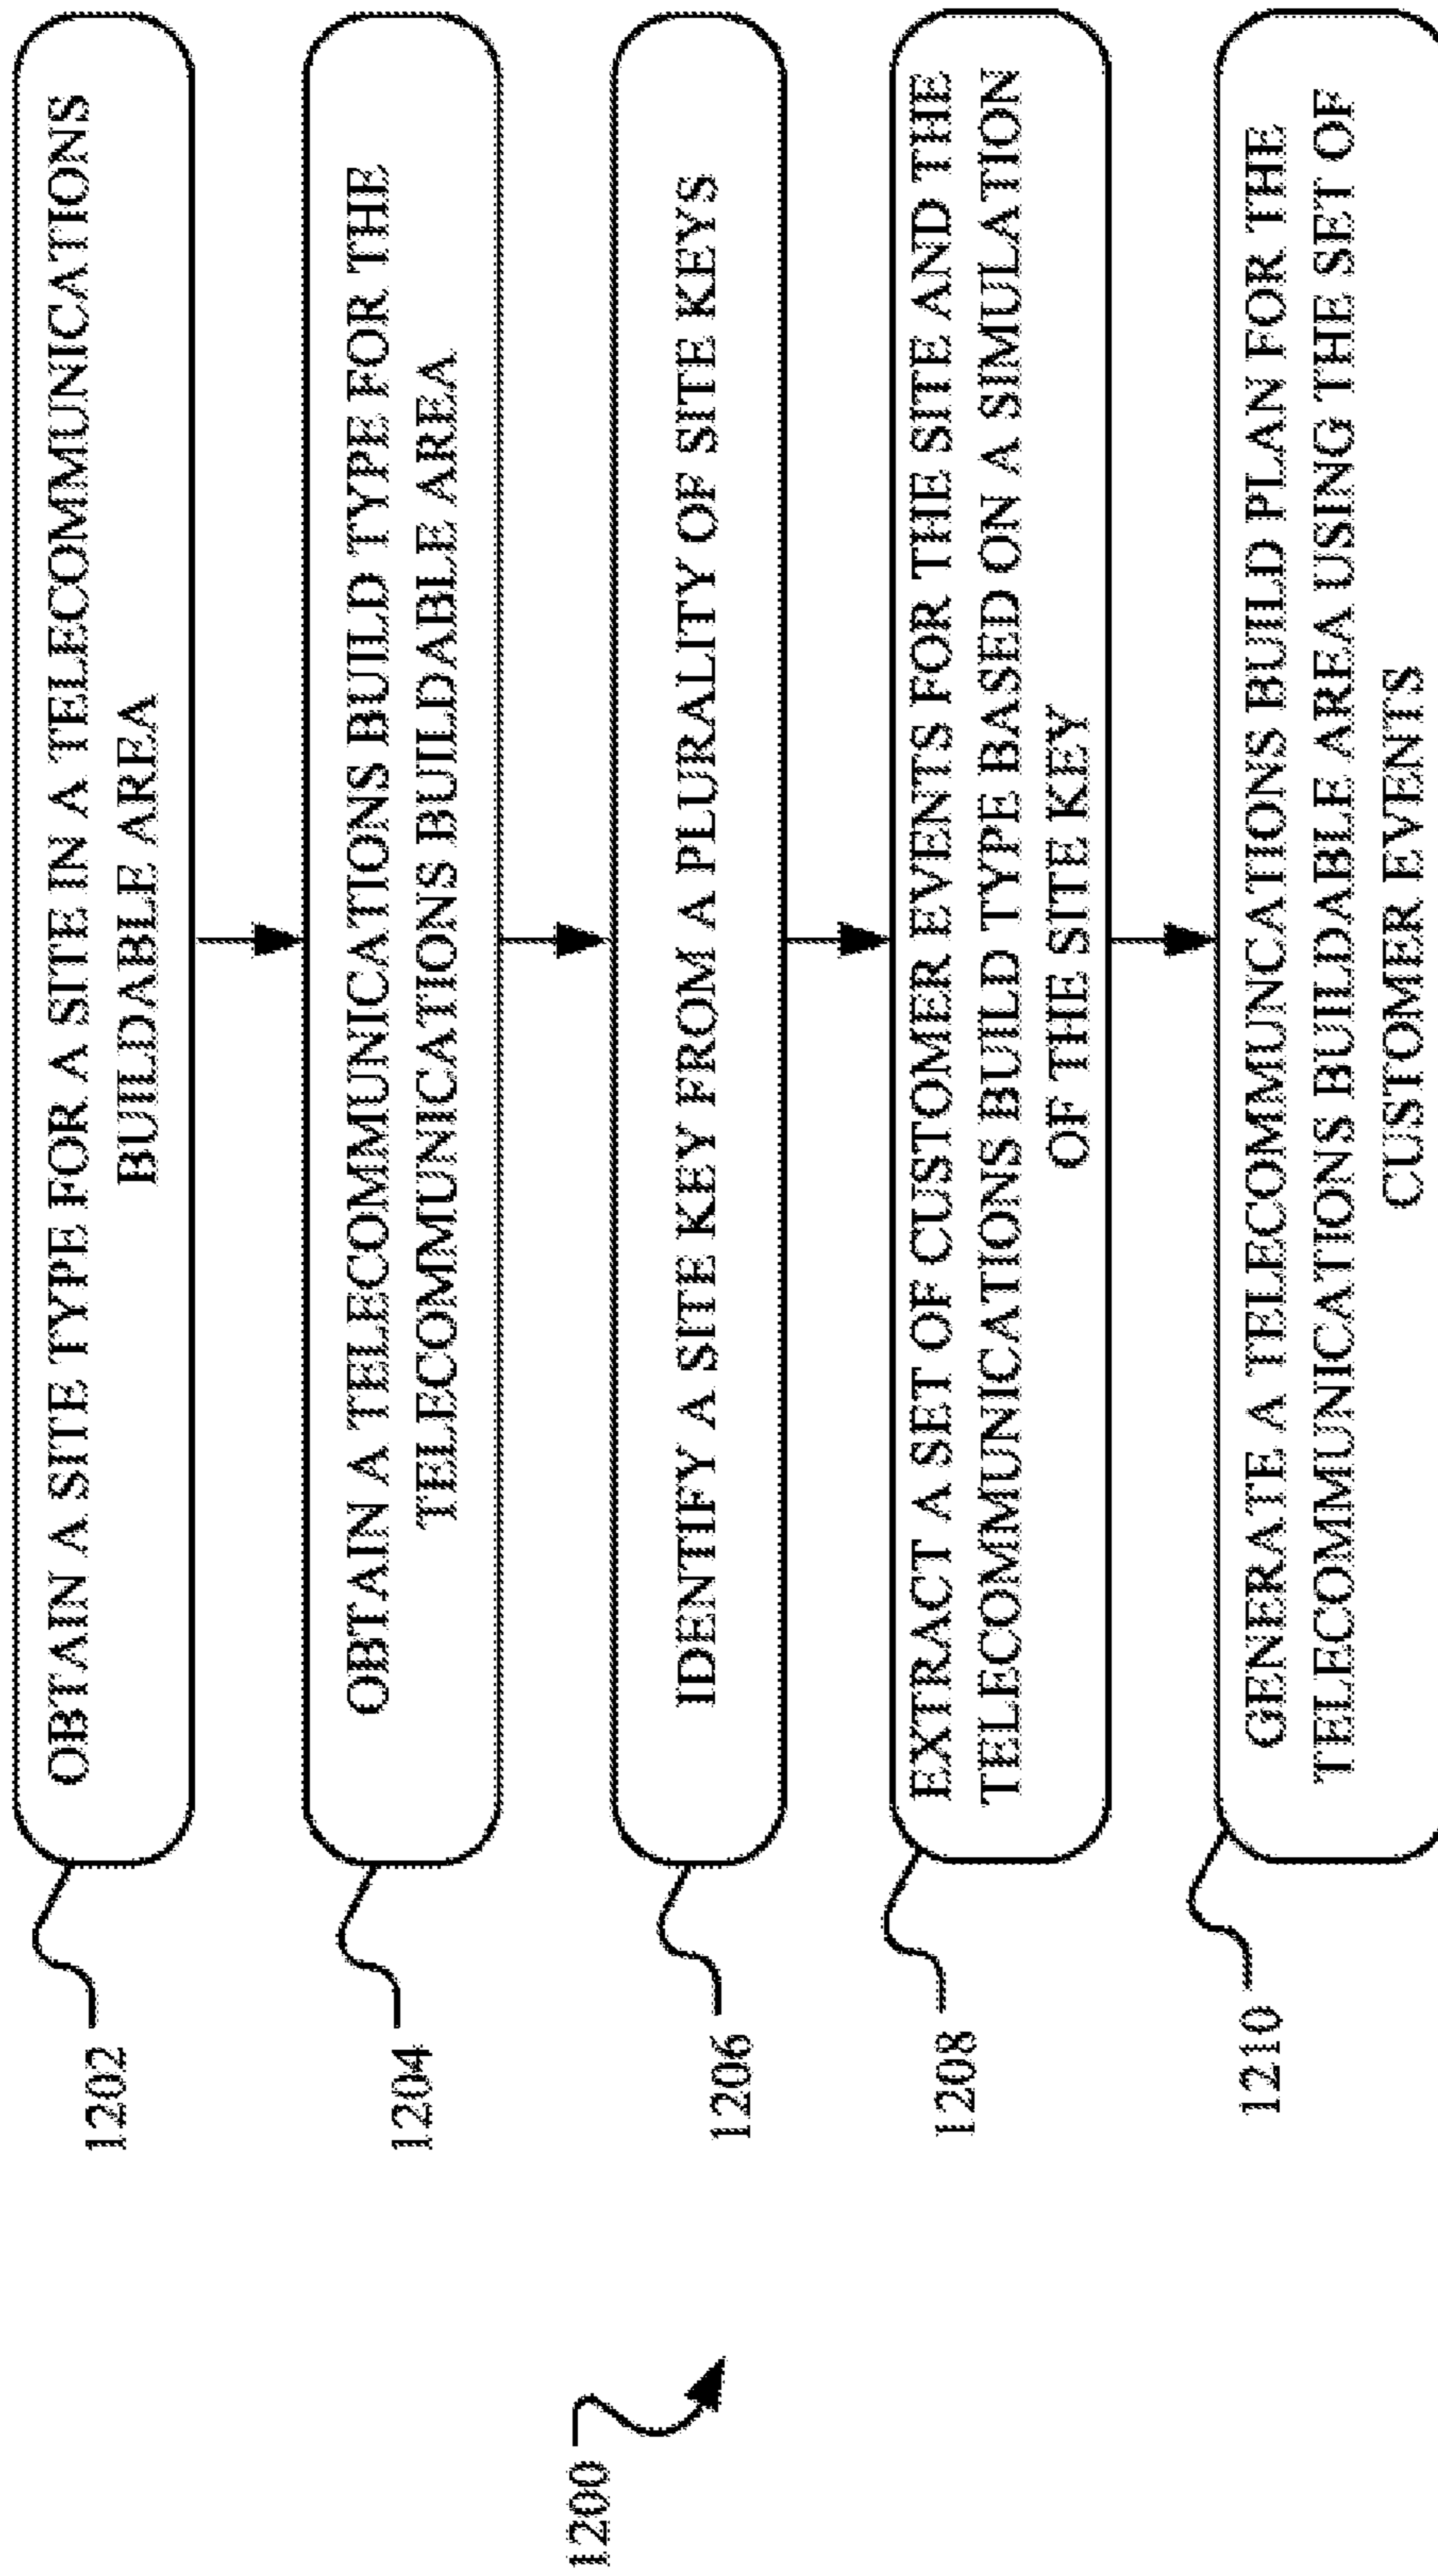 1200
1202
OBTAIN A SITE TYPE FOR A SITE IN A TELECOMMUNICATIONS
BUILDABLE AREA
1204
OBTAIN A TELECOMMUNICATIONS BUILD TYPE FOR THE
TELECOMMUNICATIONS BUILDABLE AREA
1206
IDENTIFY A SITE KEY FROM A PLURALITY OF SITE KEYS
1208
EXTRACT A SET OF CUSTOMER EVENTS FOR THE SITE AND THE
TELECOMMUNICATIONS BUILD TYPE BASED ON A SIMULATION
OF THE SITE KEY
1210
GENERATE A TELECOMMUNCATIONS BUILD PLAN FOR THE
TELECOMMUNICATIONS BUILDABLE AREA USING THE SET OF
CUSTOMER EVENTS